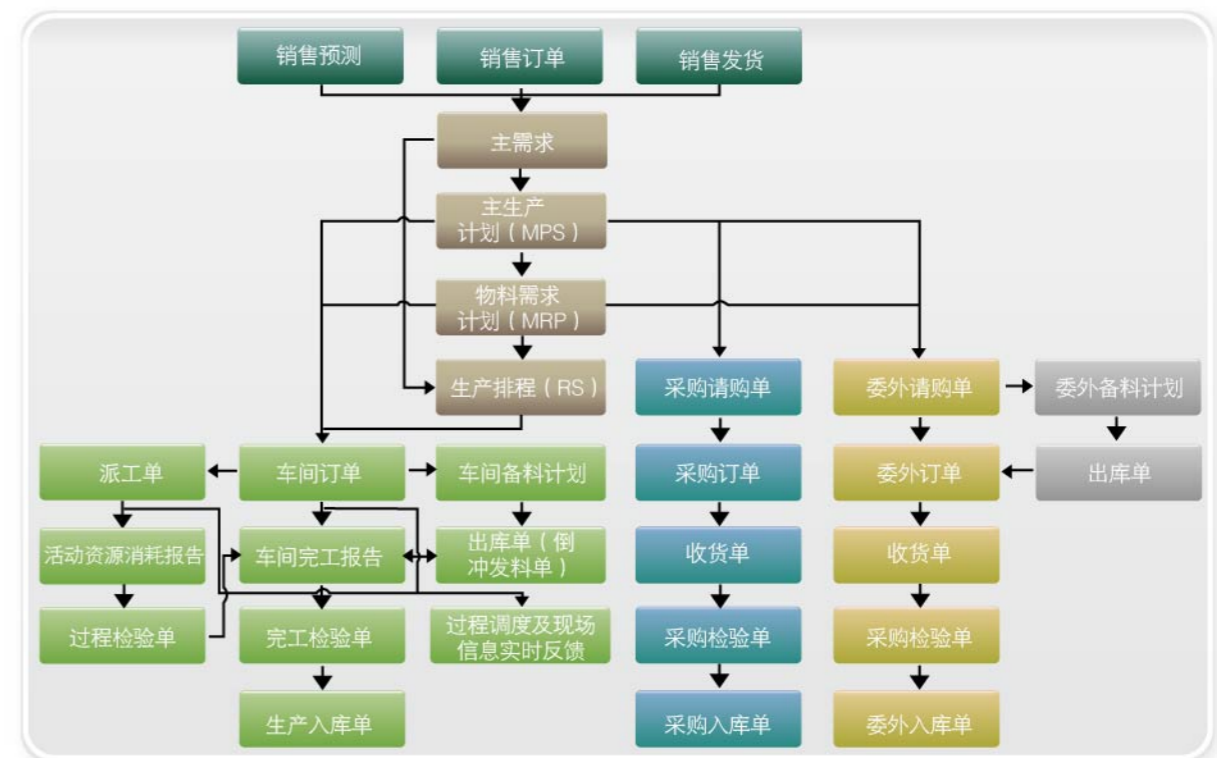 销售预测
销售订单
销售发货
主需求
主生产
计划（MPS）
物料需求
计划（MRP）
生产排程（RS）
采购请购单
委外请购单
委外备料计划
派工单
车间订单
车间备料计划
采购订单
委外订单
出库单
活动资源消耗报告
车间完工报告
出库单（倒
冲发料单）
收货单
收货单
过程检验单
完工检验单
过程调度及现场
信息实时反馈
采购检验单
采购检验单
生产入库单
采购入库单
委外入库单